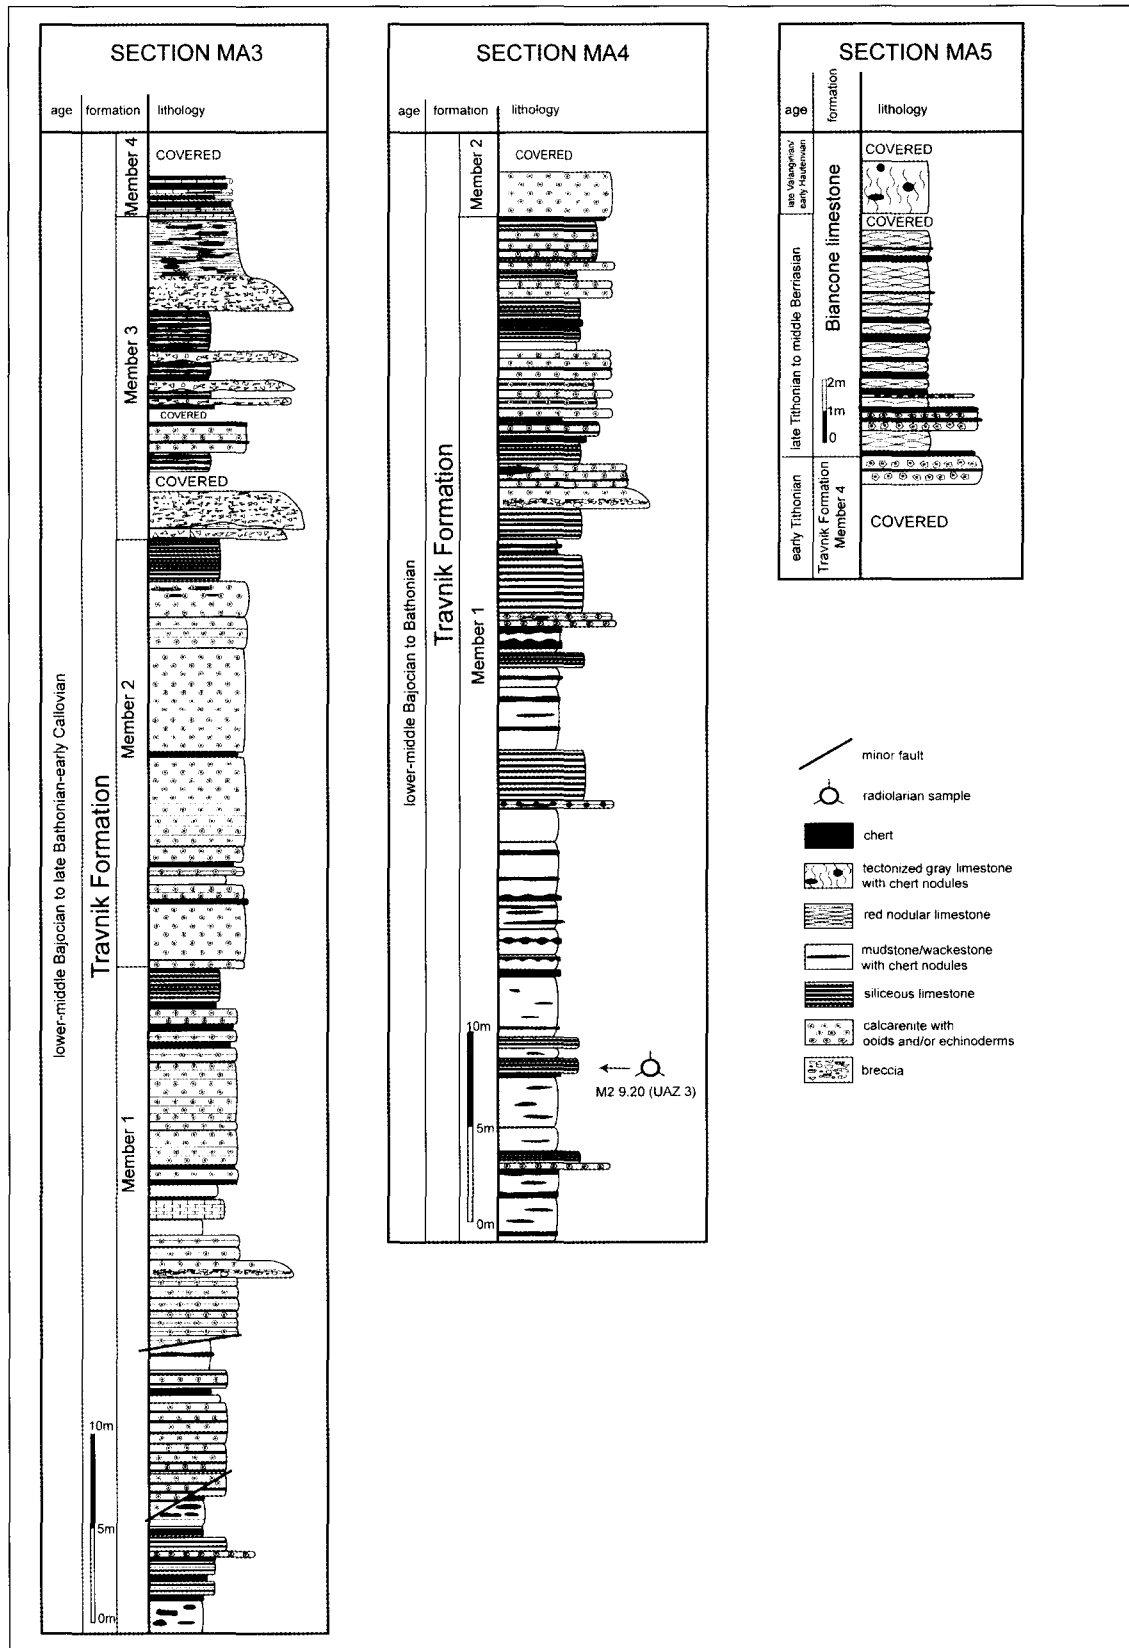 SECTION MA3
age
formation
lithology
COVERED
COVERED
COVERED
Member 4
Member 3
Member 2
Member 1
Travnik Formation
lower-middle Bajocian to late Bathonian-early Callovian
10m
5m
0m
SECTION MA4
age
formation
lithology
COVERED
Member 2
Member 1
Travnik Formation
lower-middle Bajocian to Bathonian
10m
5m
0m
M2 9.20 (UAZ 3)
SECTION MA5
age
formation
lithology
COVERED
COVERED
COVERED
late Valanginian/
early Hauterivian
late Tithonian to middle Berriasian
early Tithonian
Biancone limestone
Travnik Formation
Member 4
2m
1m
0
minor fault
radiolarian sample
chert
tectonized gray limestone
with chert nodules
red nodular limestone
mudstone/wackestone
with chert nodules
siliceous limestone
calcarenite with
ooids and/or echinoderms
breccia